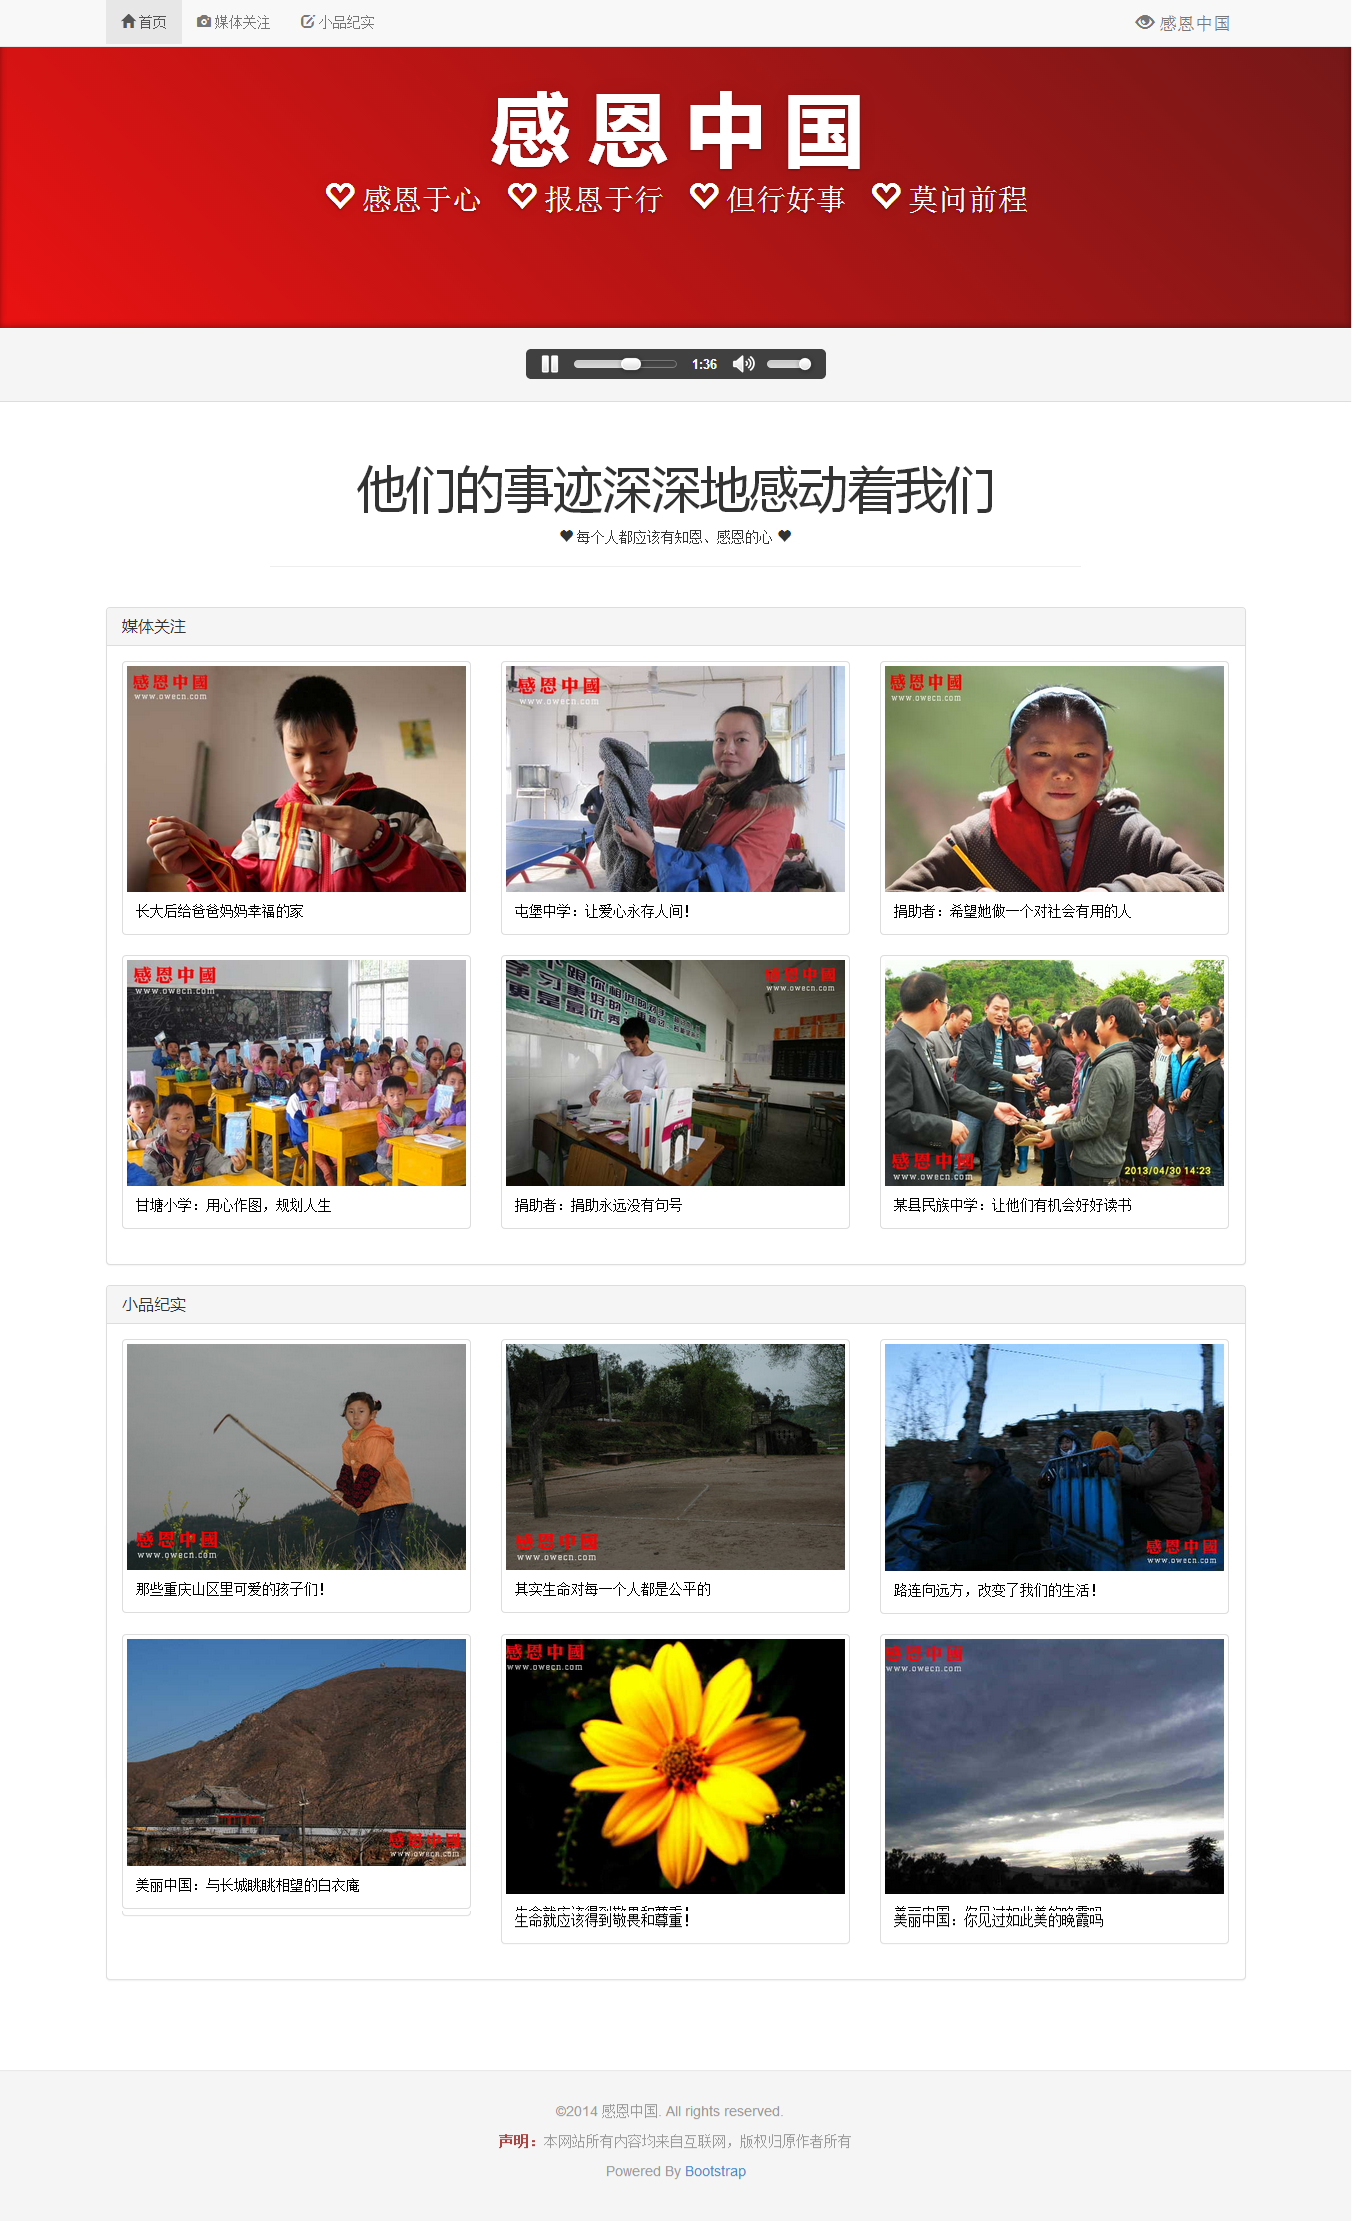 首页 媒体关注 小品纪实 感恩中国
感恩中国
感恩于心 报恩于行 但行好事 莫问前程
1:36
他们的事迹深深地感动着我们
每个人都应该有知恩、感恩的心
媒体关注
感恩中國
www.owecn.com
感恩中國
www.owecn.com
感恩中國
www.owecn.com
长大后给爸爸妈妈幸福的家
屯堡中学：让爱心永存人间！
捐助者：希望她做一个对社会有用的人
感恩中國
www.owecn.com
感恩中國
www.owecn.com
感恩中國
www.owecn.com
2013/04/30 14:23
甘塘小学：用心作图，规划人生
捐助者：捐助永远没有句号
某县民族中学：让他们有机会好好读书
小品纪实
感恩中國
www.owecn.com
感恩中國
www.owecn.com
感恩中國
www.owecn.com
那些重庆山区里可爱的孩子们！
其实生命对每一个人都是公平的
路连向远方，改变了我们的生活！
感恩中國
www.owecn.com
感恩中國
www.owecn.com
感恩中國
www.owecn.com
美丽中国：与长城眺眺相望的白衣庵
生命就应该得到敬畏和尊重！
美丽中国：你见过如此美的晚霞吗
©2014 感恩中国. All rights reserved.
声明：本网站所有内容均来自互联网，版权归原作者所有
Powered By Bootstrap